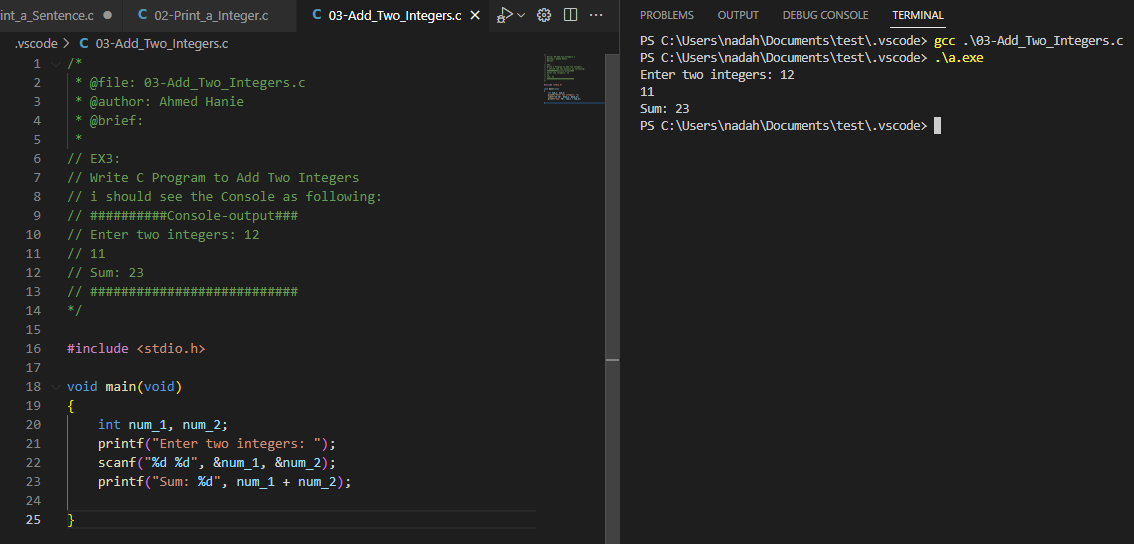 int_a_Sentence.c
02-Print_a_Integer.c
03-Add_Two_Integers.c
.vscode > C 03-Add_Two_Integers.c
1 /*
2 * @file: 03-Add_Two_Integers.c
3 * @author: Ahmed Hanie
4 * @brief:
5 *
6 // EX3:
7 // Write C Program to Add Two Integers
8 // i should see the Console as following:
9 // ##########Console-output###
10 // Enter two integers: 12
11 // 11
12 // Sum: 23
13 // ###########################
14 */
15
16 #include <stdio.h>
17
18 void main(void)
19 {
20 int num_1, num_2;
21 printf("Enter two integers: ");
22 scanf("%d %d", &num_1, &num_2);
23 printf("Sum: %d", num_1 + num_2);
24
25 }
PROBLEMS OUTPUT DEBUG CONSOLE TERMINAL
PS C:\Users\nadah\Documents\test\.vscode> gcc .\03-Add_Two_Integers.c
PS C:\Users\nadah\Documents\test\.vscode> .\a.exe
Enter two integers: 12
11
Sum: 23
PS C:\Users\nadah\Documents\test\.vscode>